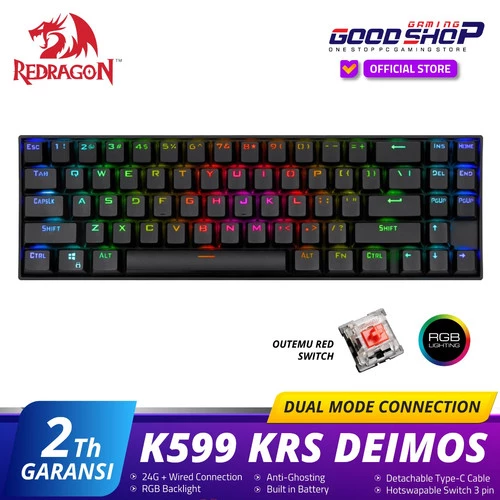 REDRAGON™
GAMING
GOOD SHOP
ONE STOP PC GAMING STORE
OFFICIAL STORE
OUTEMU RED
SWITCH
RGB
LIGHTING
DUAL MODE CONNECTION
2Th
GARANSI
K599 KRS DEIMOS
• 24G + Wired Connection
• RGB Backlight
• Anti-Ghosting
• Built in Battery
• Detachable Type-C Cable
• Hotswapable Switch 3 pin